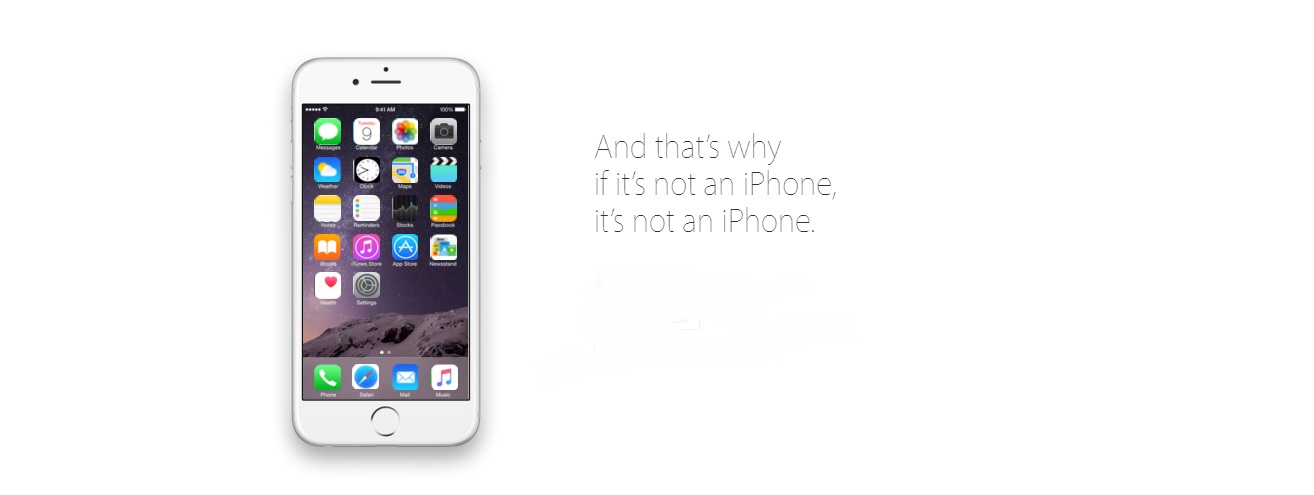 9:41 AM 100%
Tuesday
9
Messages Calendar Photos Camera
Weather Clock Maps Videos
Notes Reminders Stocks Passbook
iBooks iTunes Store App Store Newsstand
Health Settings
Phone Safari Mail Music
And that's why
if it's not an iPhone,
it's not an iPhone.